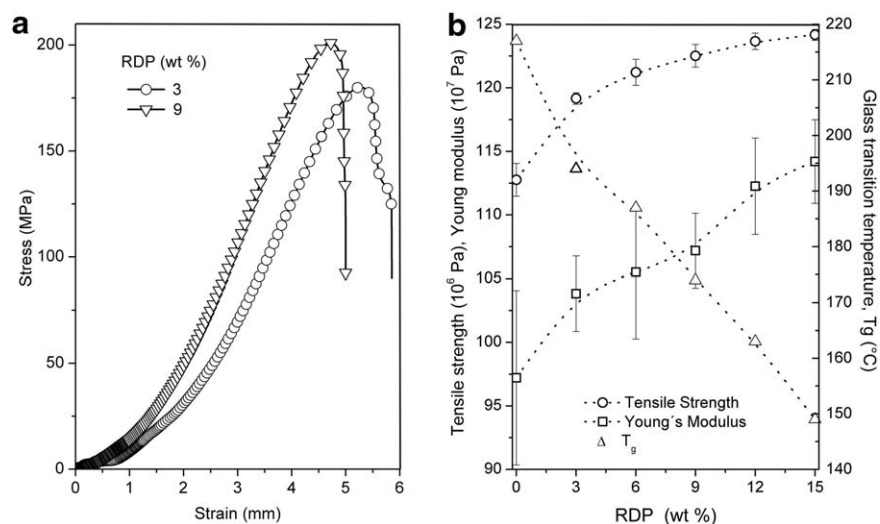 a
RDP (wt %)
3
9
200
150
100
50
0
Stress (MPa)
0 1 2 3 4 5 6
Strain (mm)
b
125
120
115
110
105
100
95
90
Tensile strength (10⁶ Pa), Young modulus (10⁷ Pa)
Tensile Strength
Young´s Modulus
Tg
0 3 6 9 12 15
RDP (wt %)
220
210
200
190
180
170
160
150
140
Glass transition temperature, Tg (°C)